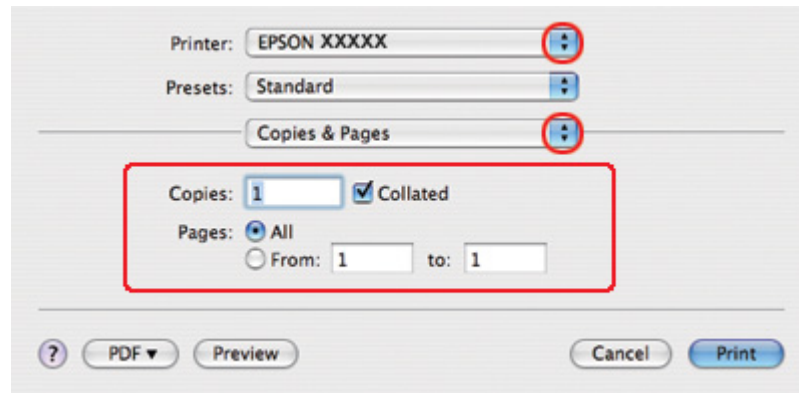 Printer: EPSON XXXXX
Presets: Standard
Copies & Pages
Copies: 1 Collated
Pages: All
From: 1 to: 1
? PDF Preview Cancel Print